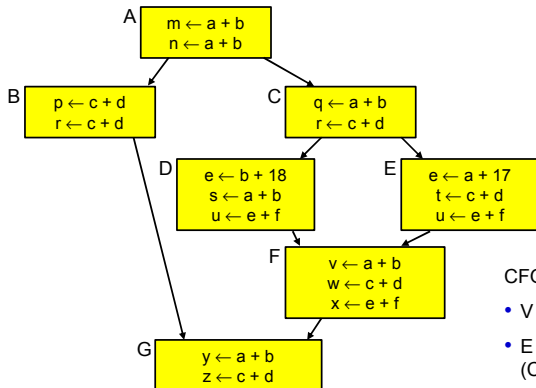 A
m ← a + b
n ← a + b
B
p ← c + d
r ← c + d
C
q ← a + b
r ← c + d
D
e ← b + 18
s ← a + b
u ← e + f
E
e ← a + 17
t ← c + d
u ← e + f
F
v ← a + b
w ← c + d
x ← e + f
G
y ← a + b
z ← c + d
CFG
• V
• E
(C